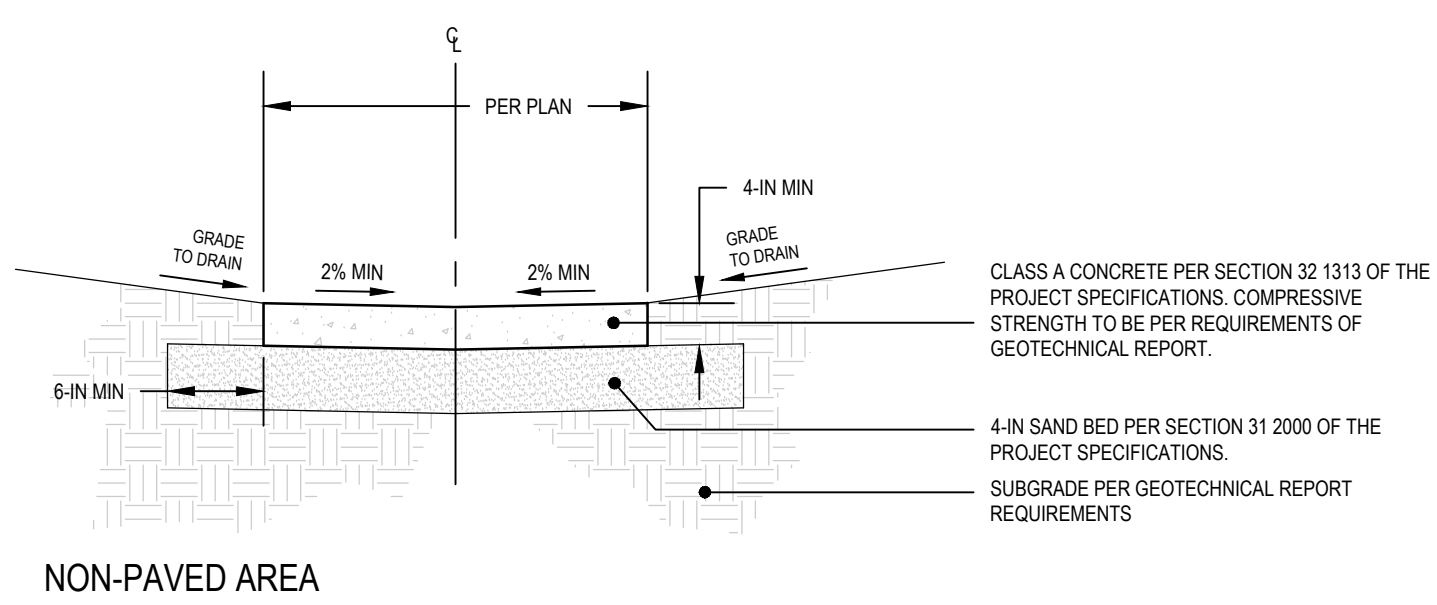 ℄
PER PLAN
4-IN MIN
GRADE
TO DRAIN
2% MIN
2% MIN
GRADE
TO DRAIN
CLASS A CONCRETE PER SECTION 32 1313 OF THE
PROJECT SPECIFICATIONS. COMPRESSIVE
STRENGTH TO BE PER REQUIREMENTS OF
GEOTECHNICAL REPORT.
6-IN MIN
4-IN SAND BED PER SECTION 31 2000 OF THE
PROJECT SPECIFICATIONS.
SUBGRADE PER GEOTECHNICAL REPORT
REQUIREMENTS
NON-PAVED AREA